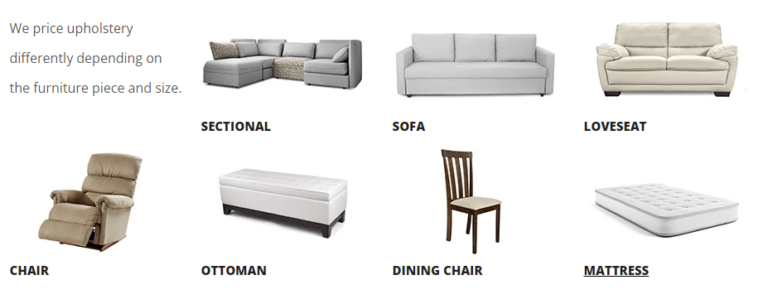 We price upholstery
differently depending on
the furniture piece and size.
SECTIONAL
SOFA
LOVESEAT
CHAIR
OTTOMAN
DINING CHAIR
MATTRESS